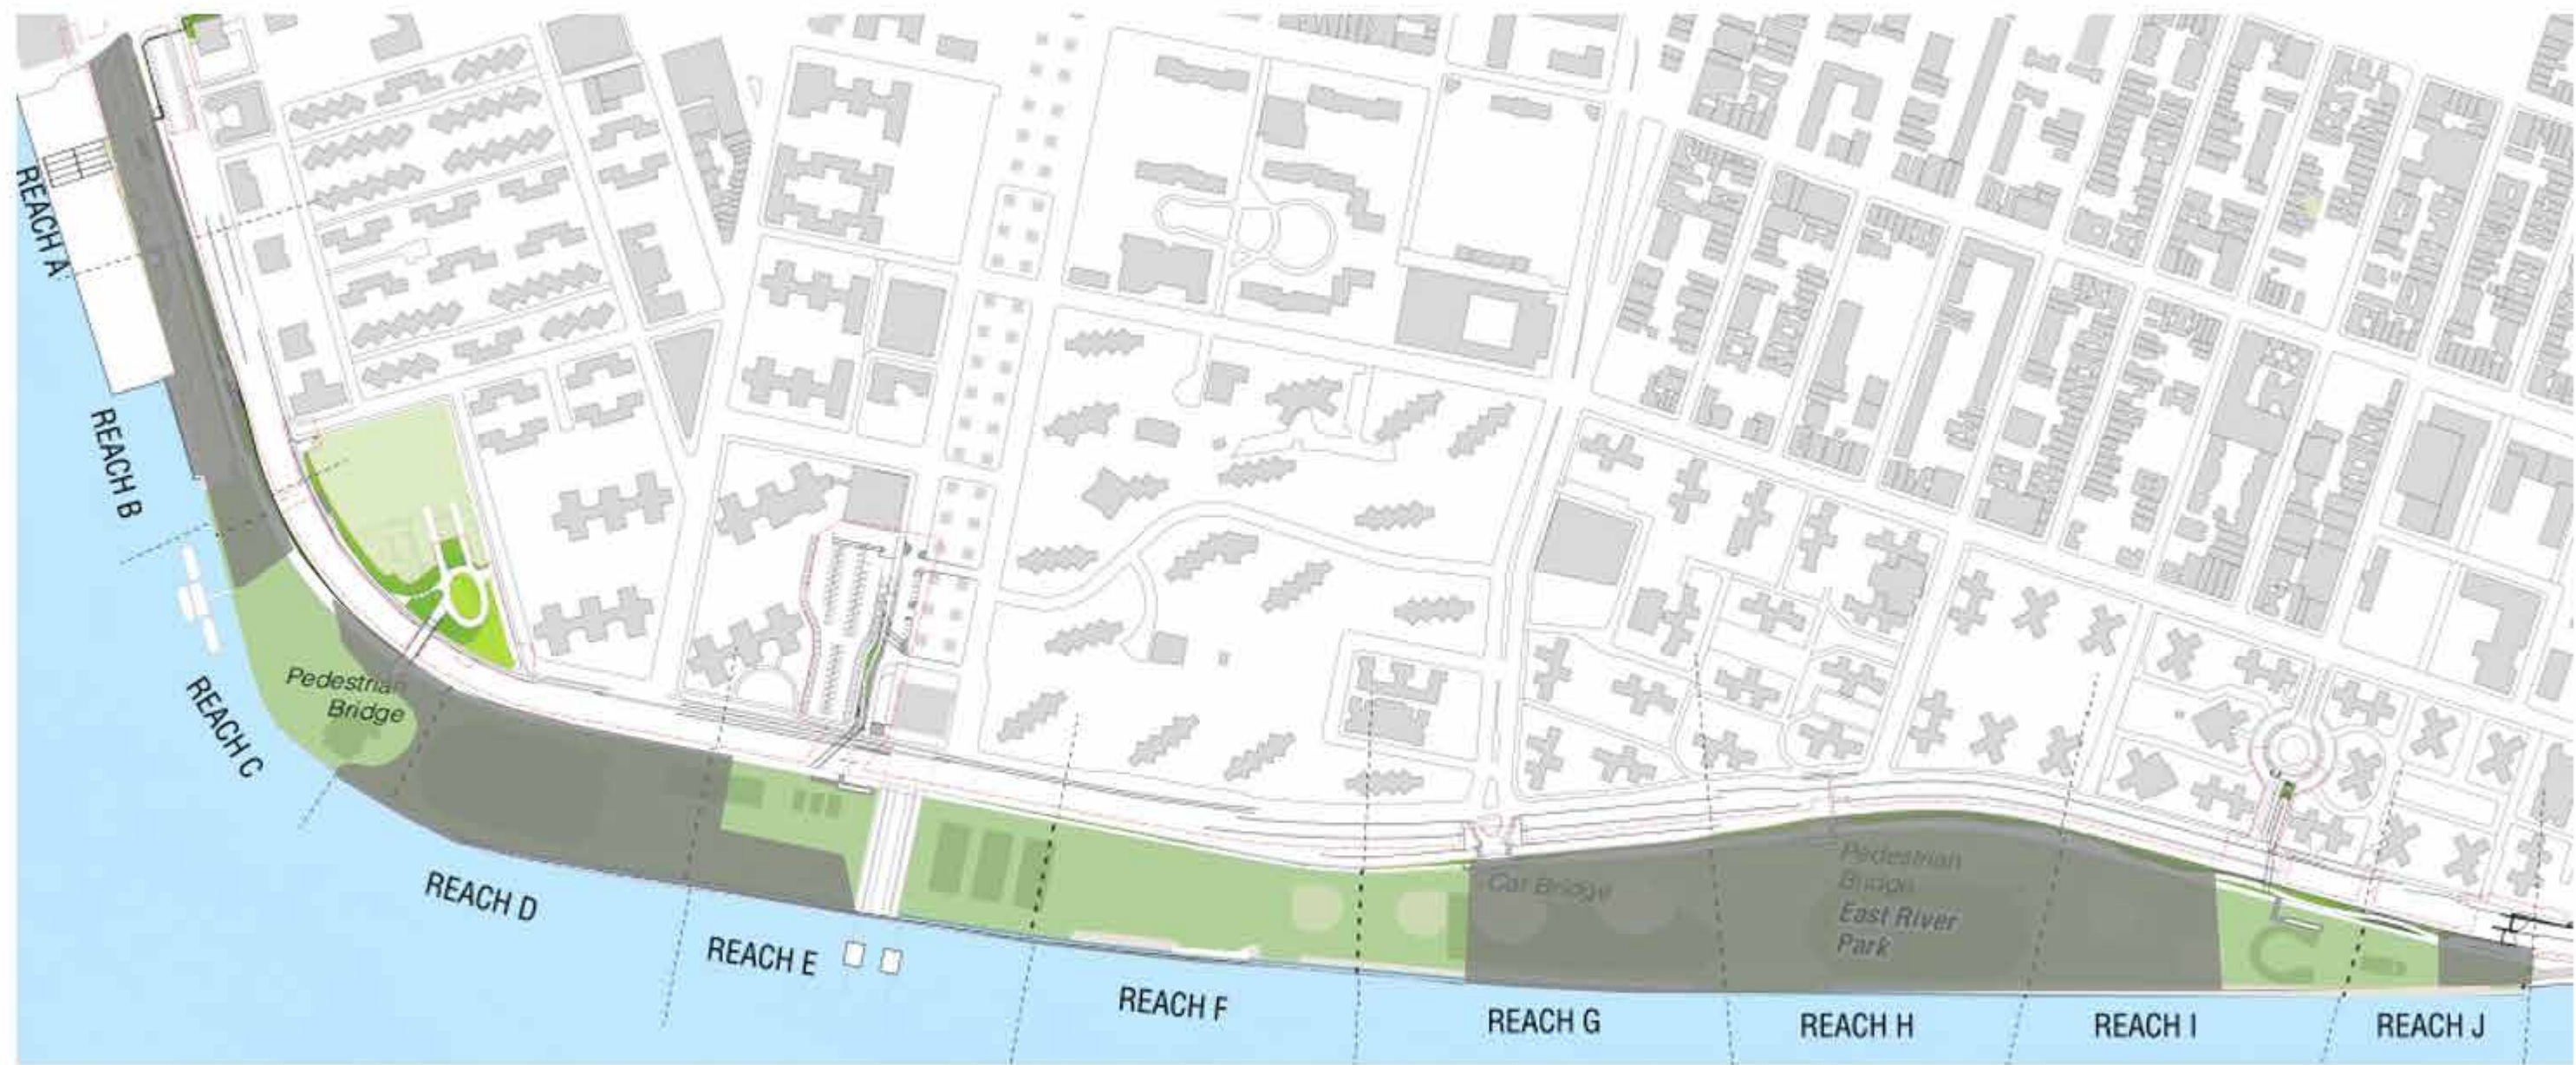 REACH A
REACH B
REACH C
Pedestrian
Bridge
REACH D
REACH E
REACH F
Car Bridge
REACH G
Pedestrian
Bridge
East River
Park
REACH H
REACH I
REACH J